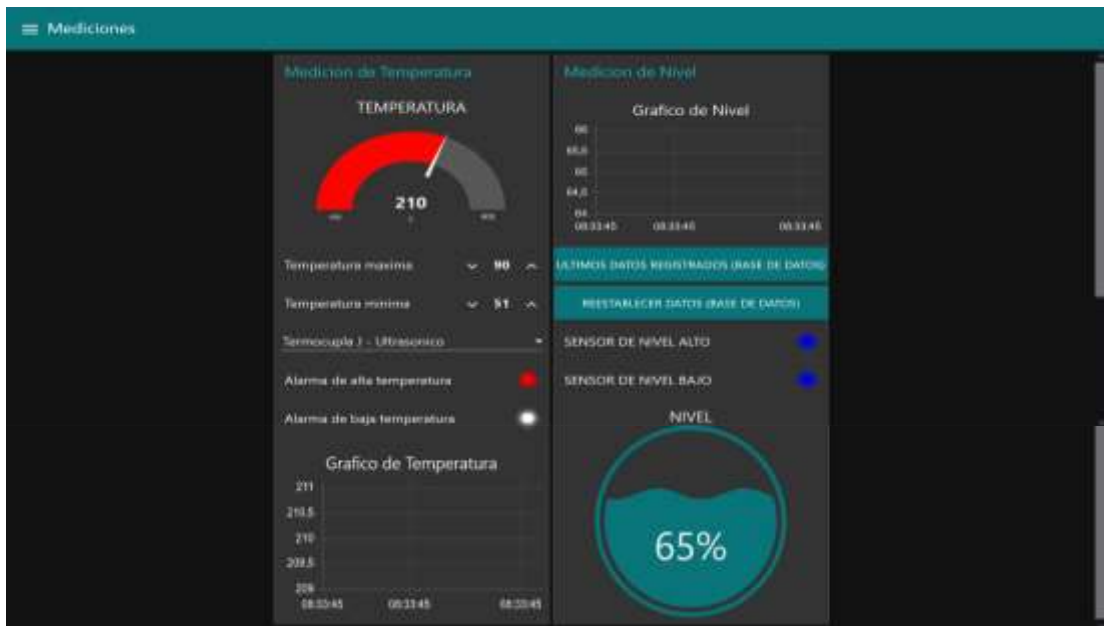 Mediciones
Medicion de Temperatura
TEMPERATURA
210
Temperatura maxima 90
Temperatura minima 51
Termocupla J - Ultrasonico
Alarma de alta temperatura
Alarma de baja temperatura
Grafico de Temperatura
211
210,5
210
209,5
209
08:33:45 08:33:45 08:33:45
Medicion de Nivel
Grafico de Nivel
66
65,5
65
64,5
64
08:33:45 08:33:45 08:33:45
ULTIMOS DATOS REGISTRADOS (BASE DE DATOS)
REESTABLECER DATOS (BASE DE DATOS)
SENSOR DE NIVEL ALTO
SENSOR DE NIVEL BAJO
NIVEL
65%